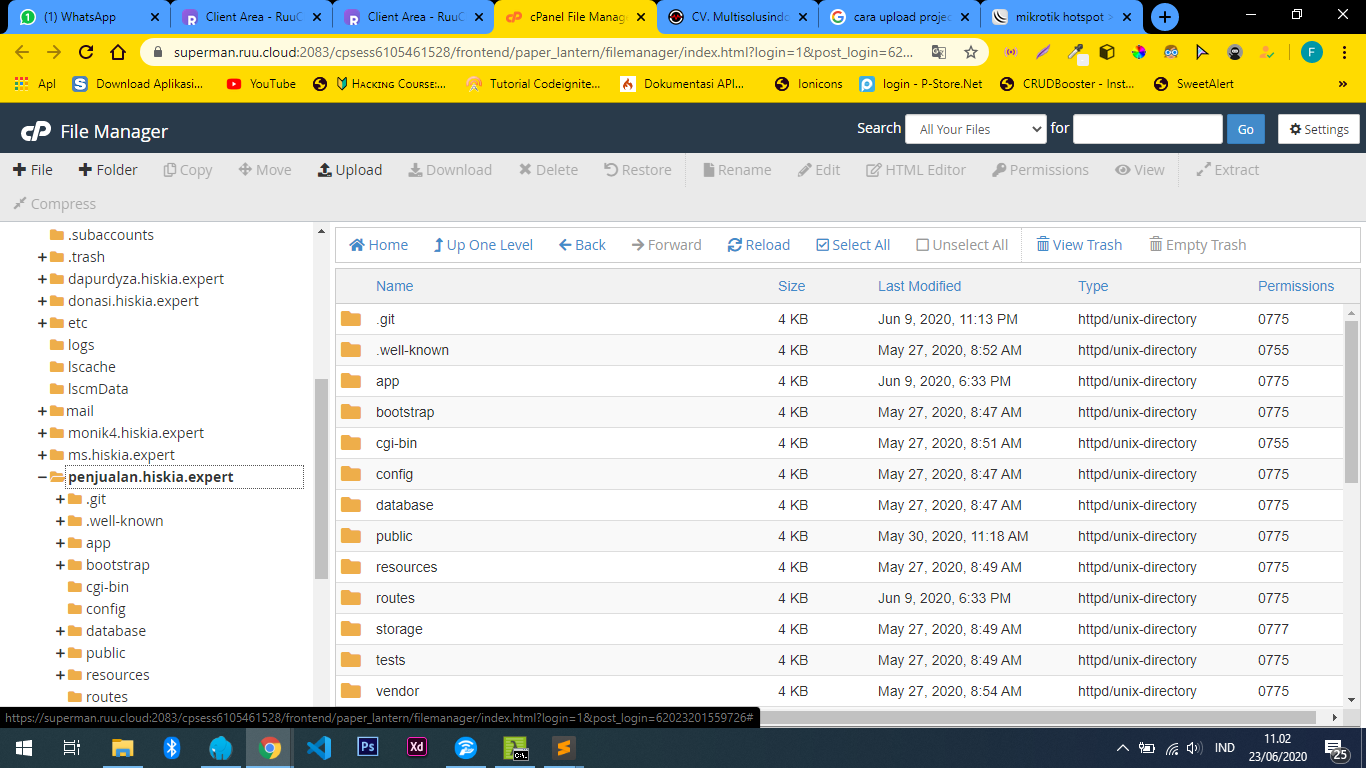 (1) WhatsApp
Client Area - RuuC
Client Area - RuuC
cPanel File Manag
CV. Multisolusindo
cara upload projec
mikrotik hotspot >
superman.ruu.cloud:2083/cpsess6105461528/frontend/paper_lantern/filemanager/index.html?login=1&post_login=62...
F
Apl
Download Aplikasi...
YouTube
Hacking Course:...
Tutorial Codeignite...
Dokumentasi API...
Ionicons
login - P-Store.Net
CRUDBooster - Inst...
SweetAlert
»
cP File Manager
Search All Your Files for Go Settings
File Folder Copy Move Upload Download Delete Restore Rename Edit HTML Editor Permissions View Extract
Compress
.subaccounts
.trash
dapurdyza.hiskia.expert
donasi.hiskia.expert
etc
logs
lscache
lscmData
mail
monik4.hiskia.expert
ms.hiskia.expert
penjualan.hiskia.expert
.git
.well-known
app
bootstrap
cgi-bin
config
database
public
resources
routes
Home Up One Level Back Forward Reload Select All Unselect All View Trash Empty Trash
Name Size Last Modified Type Permissions
.git 4 KB Jun 9, 2020, 11:13 PM httpd/unix-directory 0775
.well-known 4 KB May 27, 2020, 8:52 AM httpd/unix-directory 0755
app 4 KB Jun 9, 2020, 6:33 PM httpd/unix-directory 0775
bootstrap 4 KB May 27, 2020, 8:47 AM httpd/unix-directory 0775
cgi-bin 4 KB May 27, 2020, 8:51 AM httpd/unix-directory 0755
config 4 KB May 27, 2020, 8:47 AM httpd/unix-directory 0775
database 4 KB May 27, 2020, 8:47 AM httpd/unix-directory 0775
public 4 KB May 30, 2020, 11:18 AM httpd/unix-directory 0775
resources 4 KB May 27, 2020, 8:49 AM httpd/unix-directory 0775
routes 4 KB Jun 9, 2020, 6:33 PM httpd/unix-directory 0775
storage 4 KB May 27, 2020, 8:49 AM httpd/unix-directory 0777
tests 4 KB May 27, 2020, 8:49 AM httpd/unix-directory 0775
vendor 4 KB May 27, 2020, 8:54 AM httpd/unix-directory 0775
https://superman.ruu.cloud:2083/cpsess6105461528/frontend/paper_lantern/filemanager/index.html?login=1&post_login=62023201559726#
Ps
Xd
C:\.
IND
11.02
23/06/2020
25